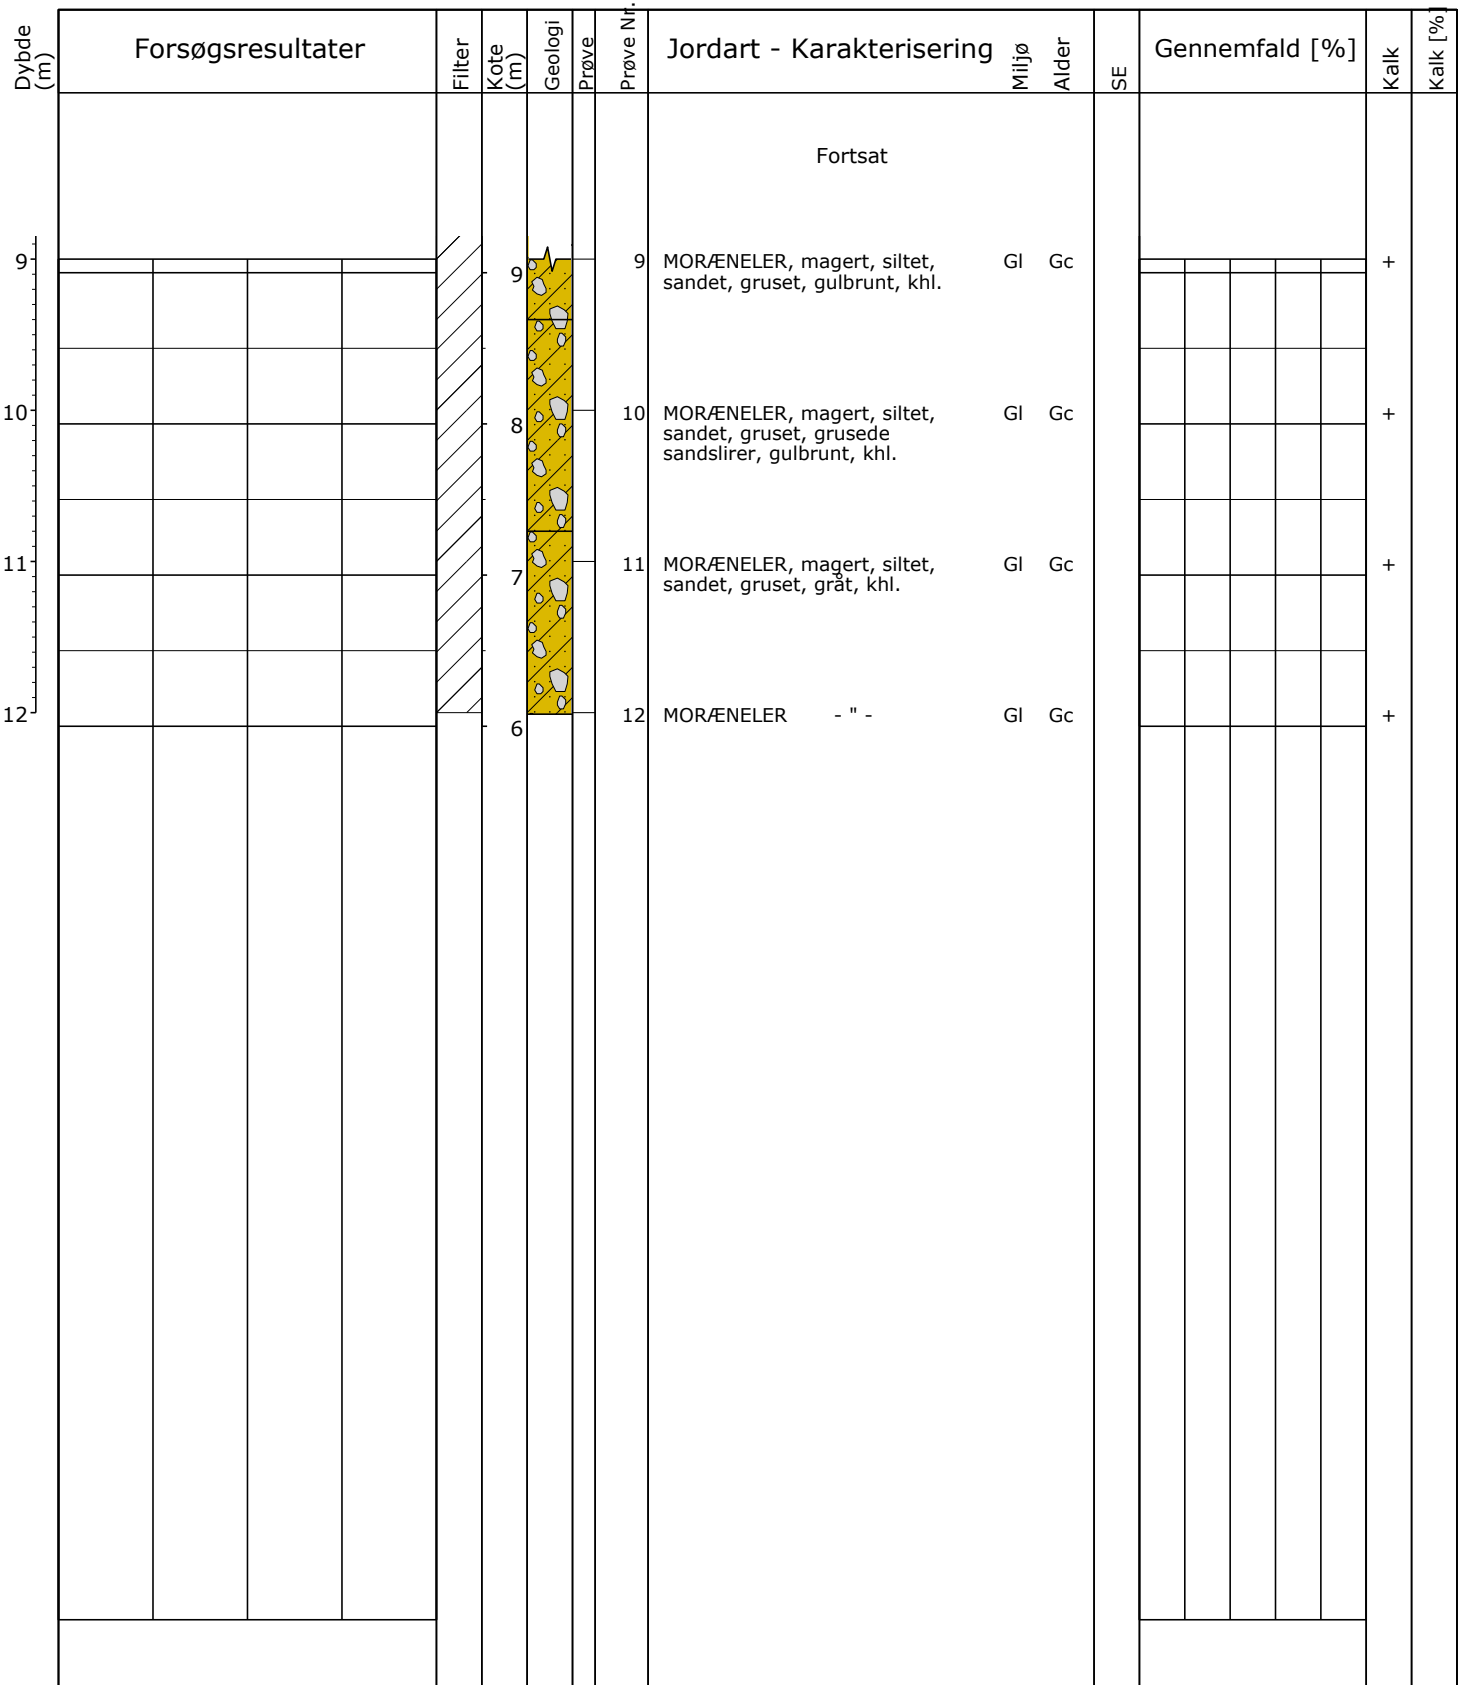 Dybde (m) Forsøgsresultater Filter Kote (m) Geologi Prøve Prøve Nr. Jordart - Karakterisering Miljø Alder SE Gennemfald [%] Kalk Kalk [%]
Fortsat
9 9 9 MORÆNELER, magert, siltet, Gl Gc +
sandet, gruset, gulbrunt, khl.
10 8 10 MORÆNELER, magert, siltet, Gl Gc +
sandet, gruset, grusede
sandslirer, gulbrunt, khl.
11 7 11 MORÆNELER, magert, siltet, Gl Gc +
sandet, gruset, gråt, khl.
12 6 12 MORÆNELER - " - Gl Gc +